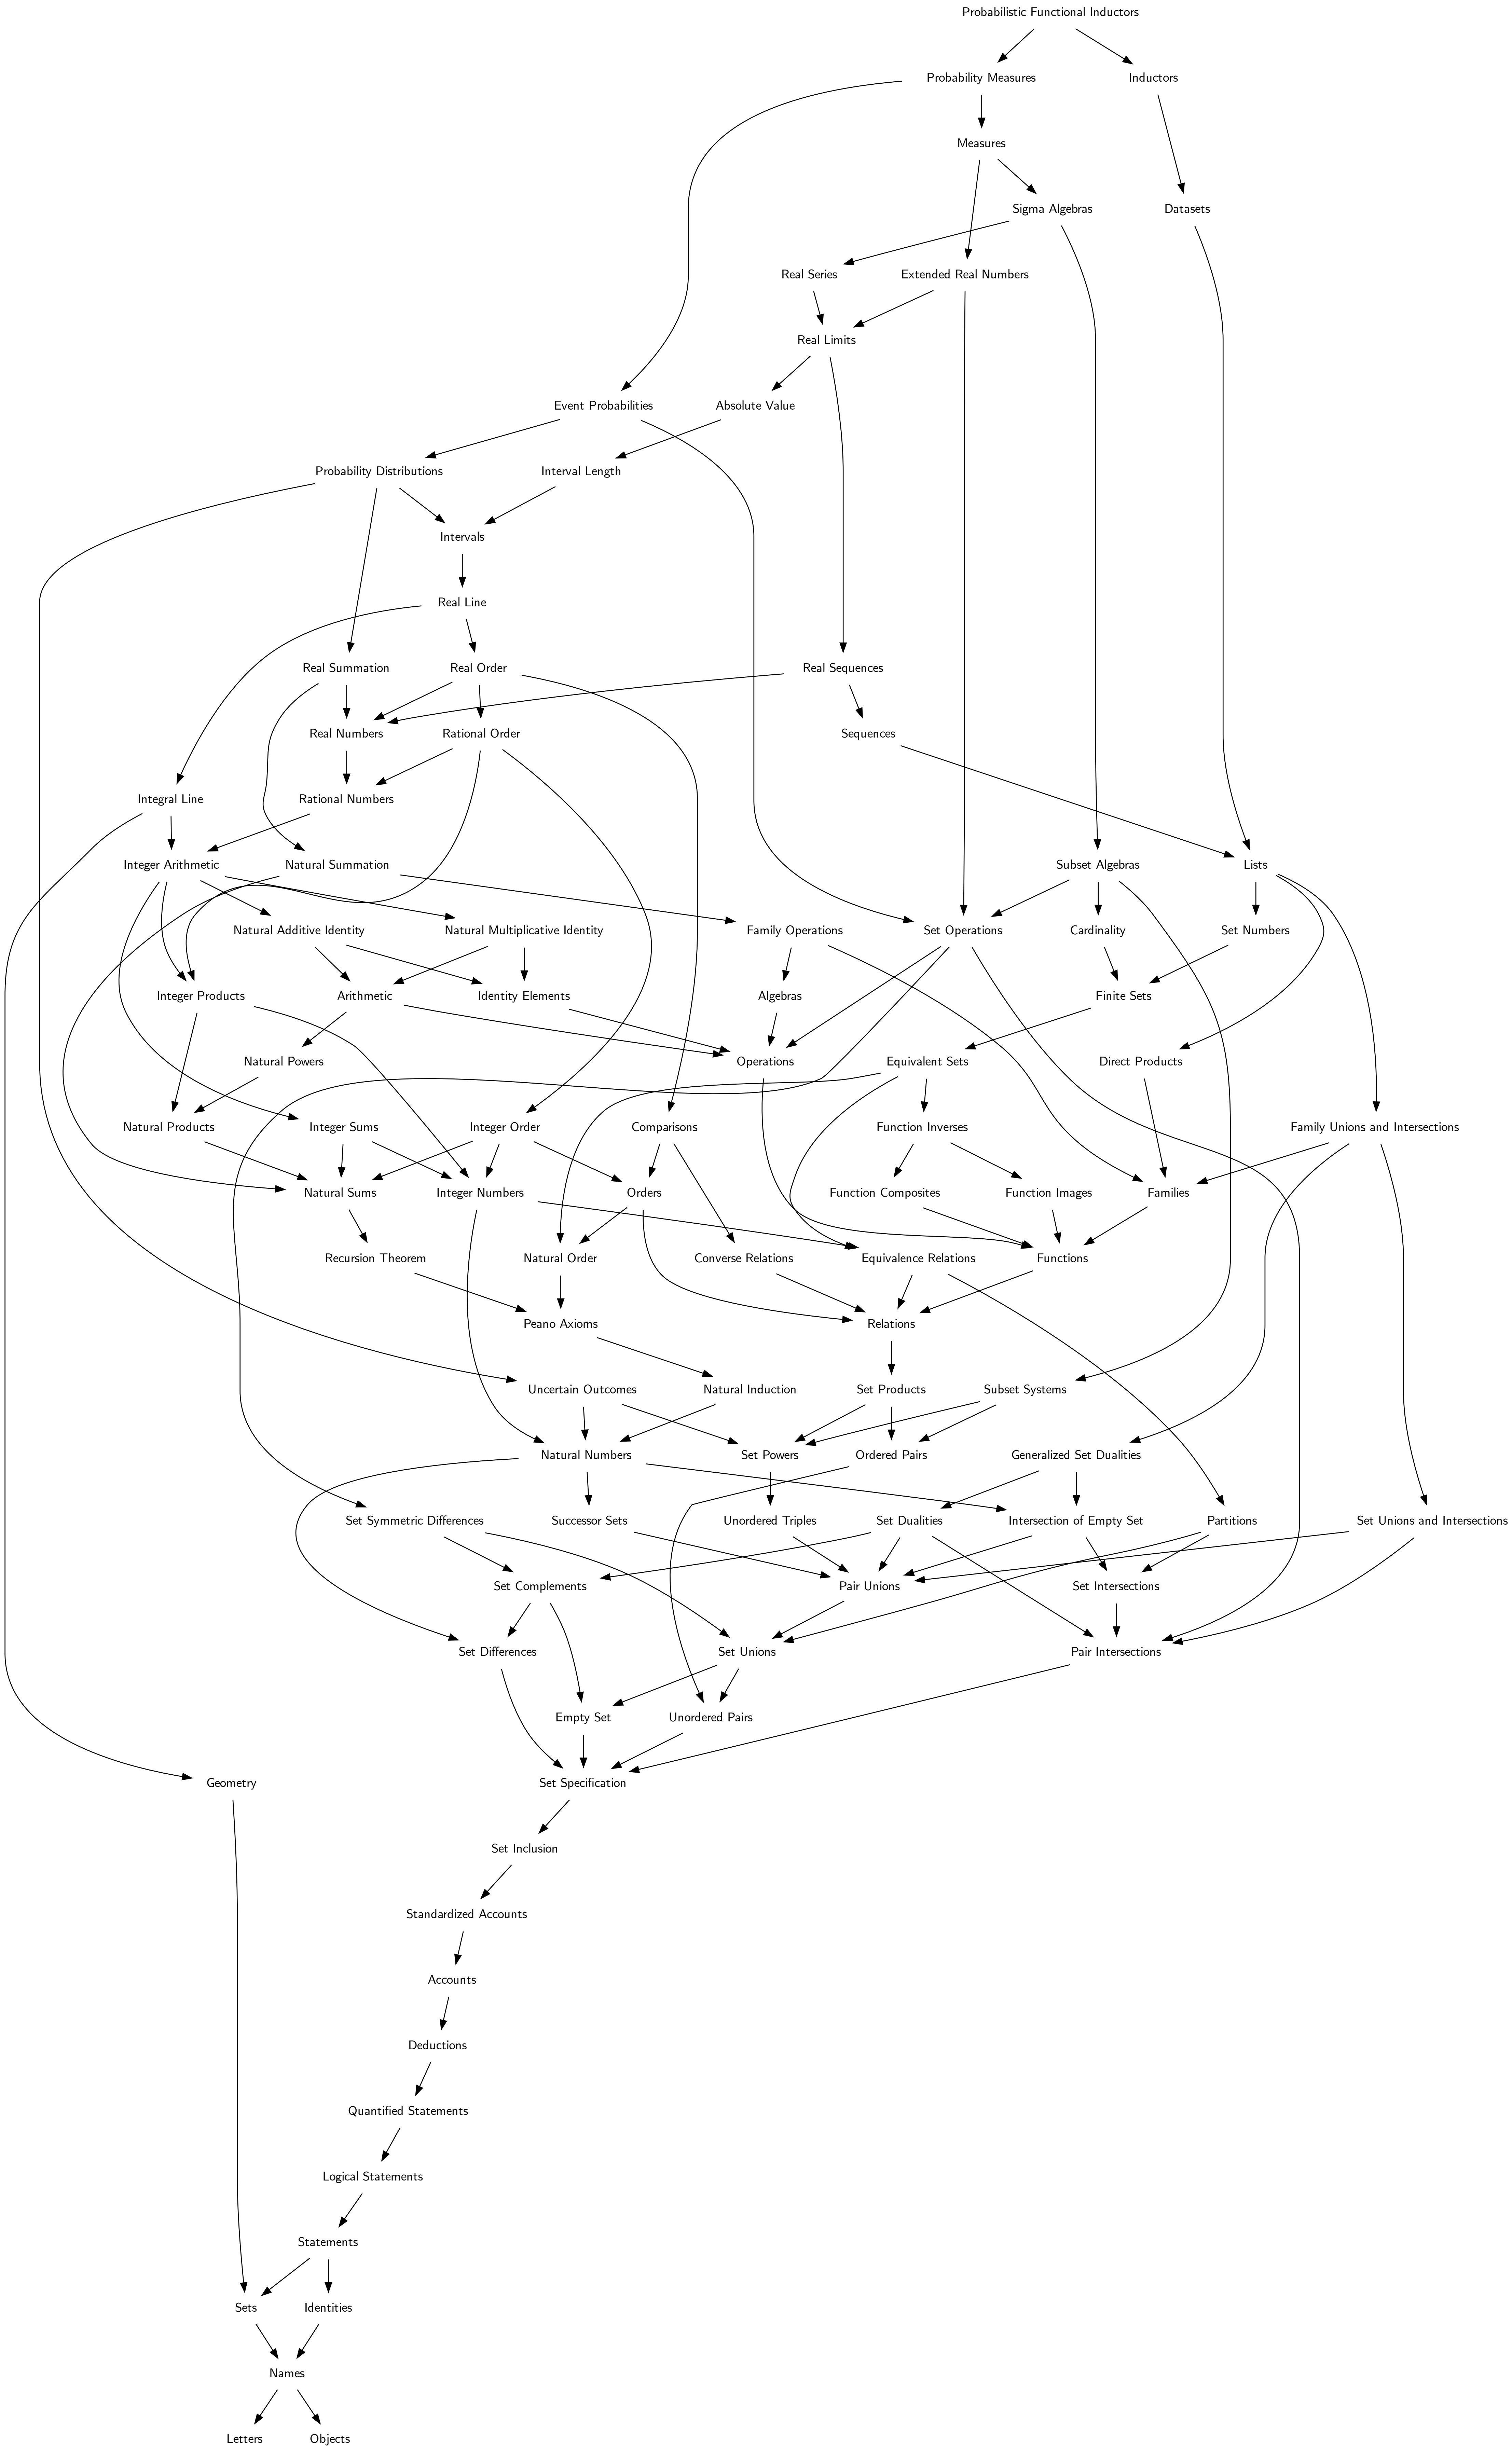 Probabilistic Functional Inductors
Probability Measures
Inductors
Measures
Sigma Algebras
Datasets
Real Series
Extended Real Numbers
Real Limits
Event Probabilities
Absolute Value
Probability Distributions
Interval Length
Intervals
Real Line
Real Summation
Real Order
Real Sequences
Real Numbers
Rational Order
Sequences
Integral Line
Rational Numbers
Integer Arithmetic
Natural Summation
Subset Algebras
Lists
Natural Additive Identity
Natural Multiplicative Identity
Family Operations
Set Operations
Cardinality
Set Numbers
Integer Products
Arithmetic
Identity Elements
Algebras
Finite Sets
Natural Powers
Operations
Equivalent Sets
Direct Products
Natural Products
Integer Sums
Integer Order
Comparisons
Function Inverses
Family Unions and Intersections
Natural Sums
Integer Numbers
Orders
Function Composites
Function Images
Families
Recursion Theorem
Natural Order
Converse Relations
Equivalence Relations
Functions
Peano Axioms
Relations
Uncertain Outcomes
Natural Induction
Set Products
Subset Systems
Natural Numbers
Set Powers
Ordered Pairs
Generalized Set Dualities
Set Symmetric Differences
Successor Sets
Unordered Triples
Set Dualities
Intersection of Empty Set
Partitions
Set Unions and Intersections
Set Complements
Pair Unions
Set Intersections
Set Differences
Set Unions
Pair Intersections
Empty Set
Unordered Pairs
Geometry
Set Specification
Set Inclusion
Standardized Accounts
Accounts
Deductions
Quantified Statements
Logical Statements
Statements
Sets
Identities
Names
Letters
Objects